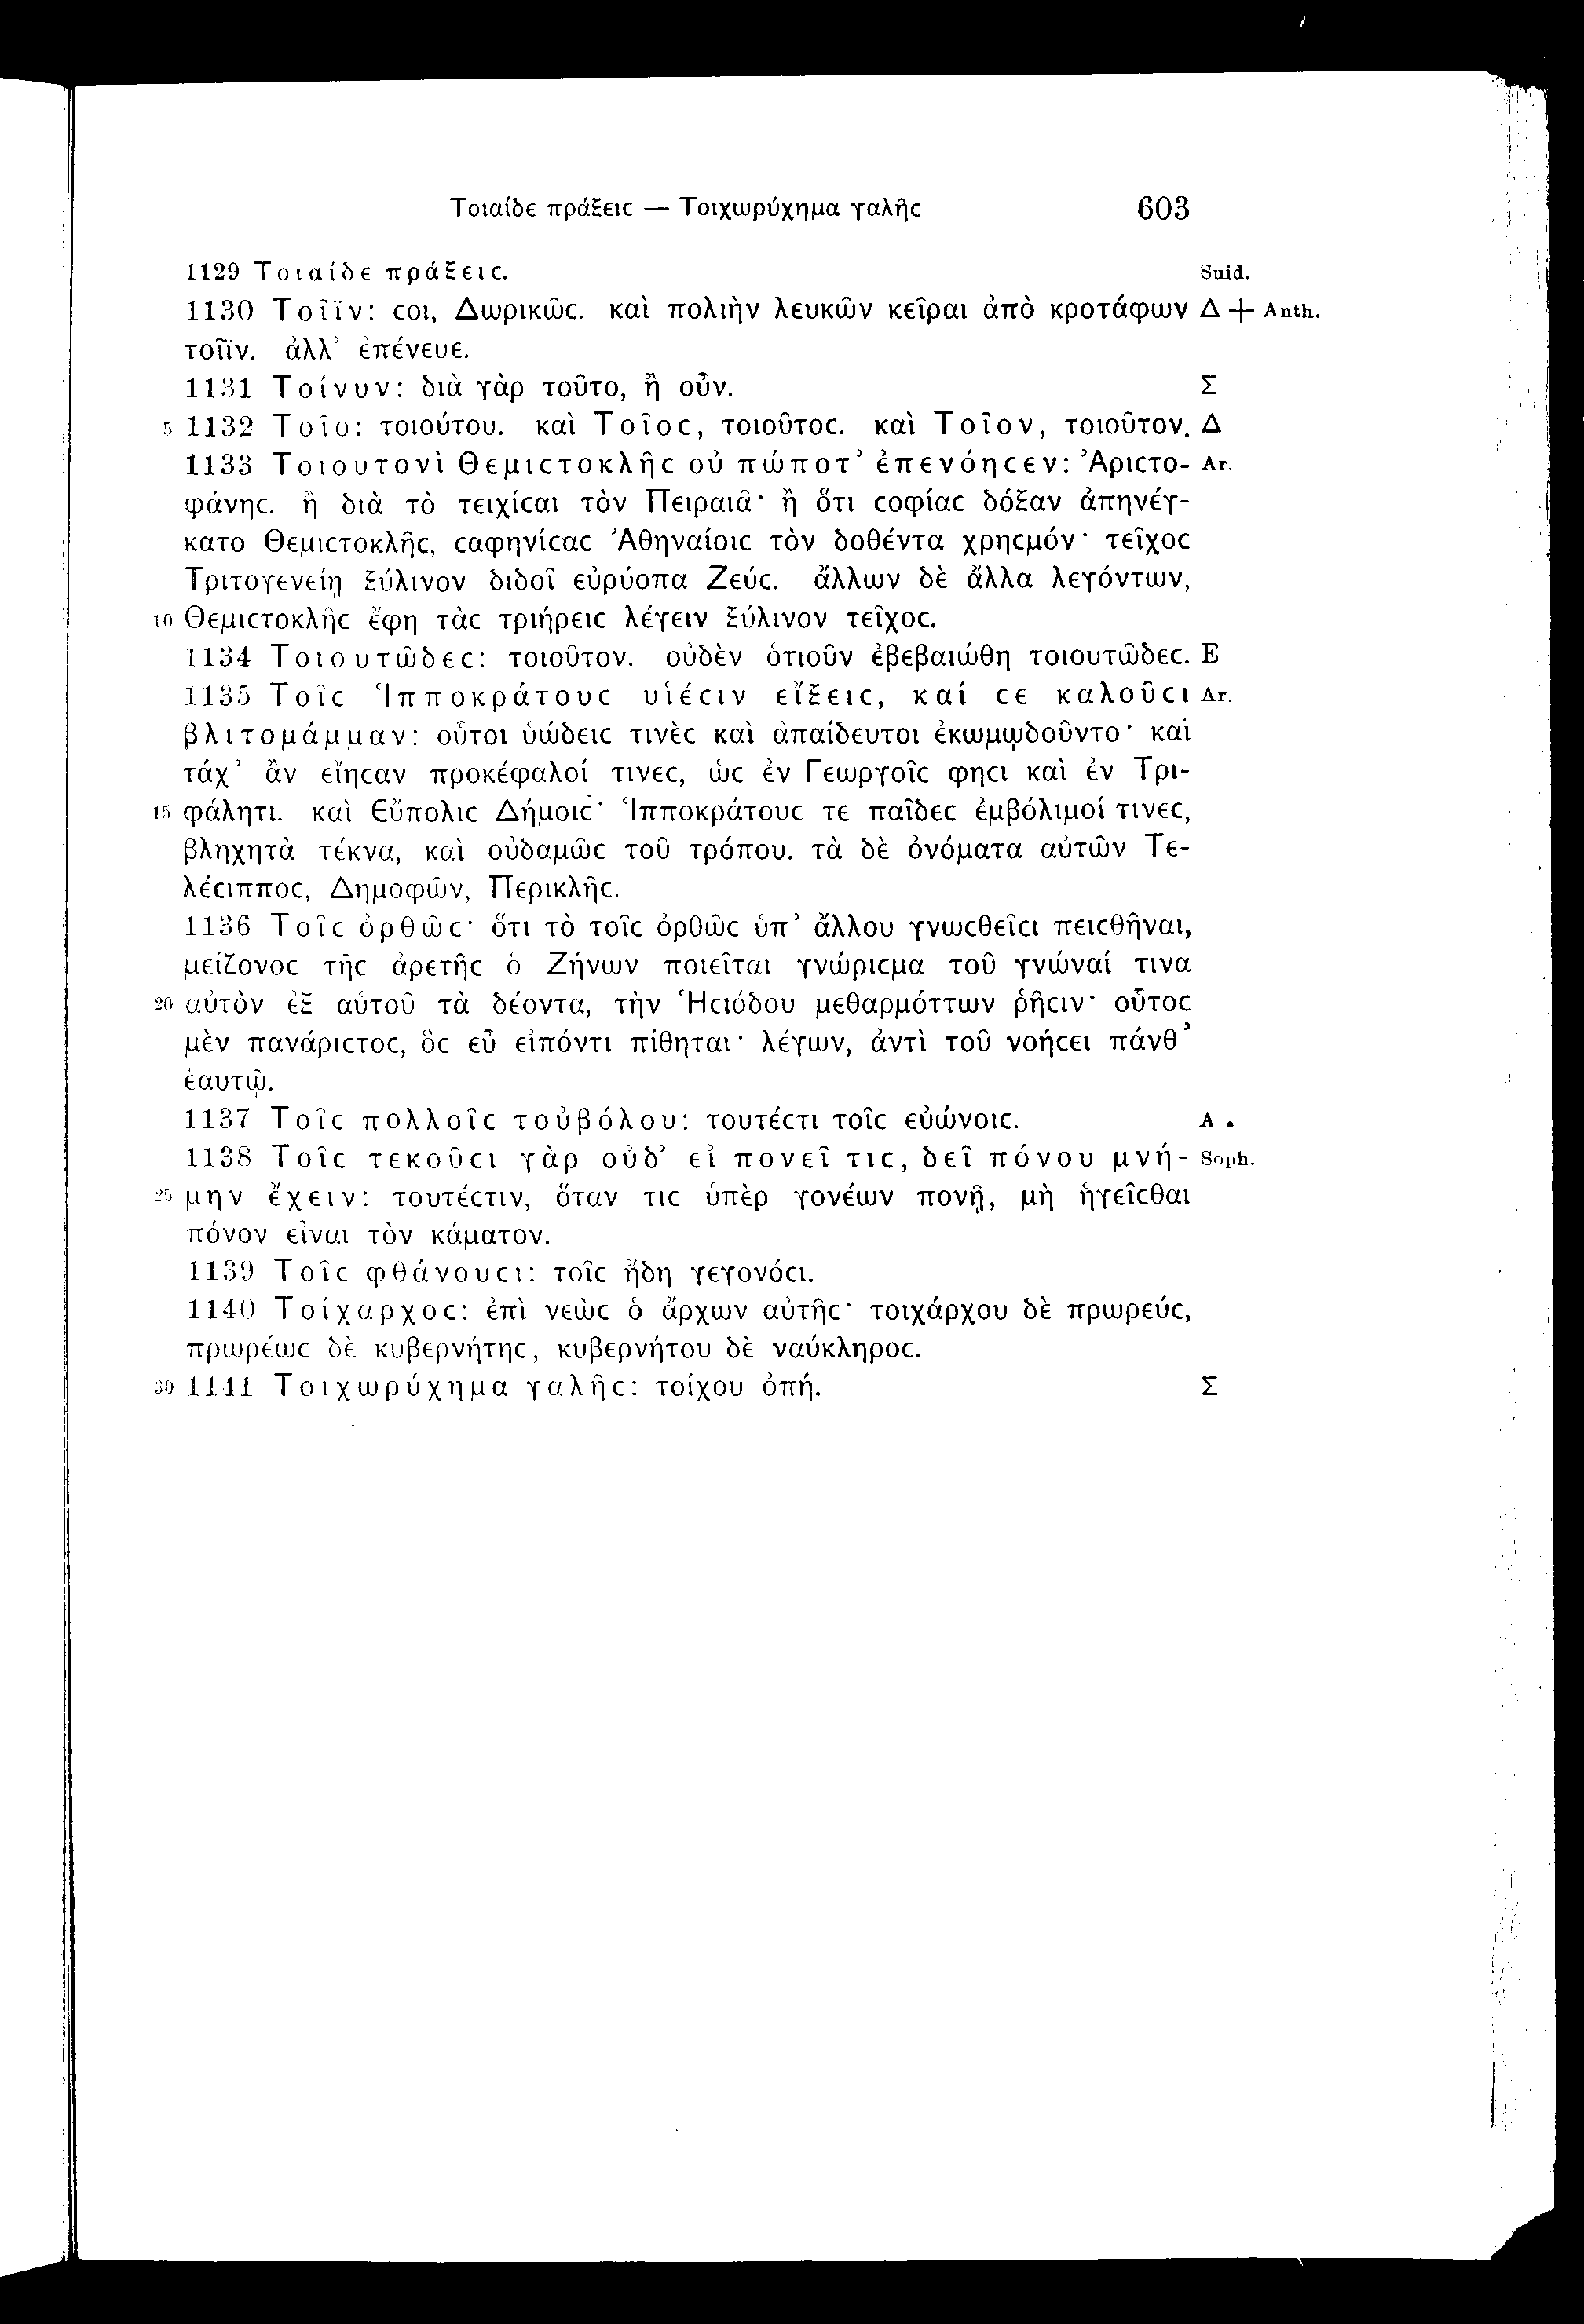 Τοιαίδε πράξειϲ — Τοιχωρύχημα γαλῆϲ 603
1129 Τοιαίδε πράξειϲ. Suid.
1130 Τοῖϊν: ϲοι, Δωρικῶϲ. καὶ πολιὴν λευκῶν κεῖραι ἀπὸ κροτάφων Δ + Anth.
τοῖϊν. ἀλλ' ἐπένευε.
1131 Τοίνυν: διὰ γὰρ τοῦτο, ἢ οὖν. Σ
5 1132 Τοῖο: τοιούτου. καὶ Τοῖοϲ, τοιοῦτοϲ. καὶ Τοῖον, τοιοῦτον. Δ
1133 Τοιουτονὶ Θεμιϲτοκλῆϲ οὐ πώποτ' ἐπενόηϲεν: Ἀριϲτο- Ar.
φάνηϲ. ἢ διὰ τὸ τειχίϲαι τὸν Πειραιᾶ· ἢ ὅτι ϲοφίαϲ δόξαν ἀπηνέγ-
κατο Θεμιϲτοκλῆϲ, ϲαφηνίϲαϲ Ἀθηναίοιϲ τὸν δοθέντα χρηϲμόν· τεῖχοϲ
Τριτογενείῃ ξύλινον διδοῖ εὐρύοπα Ζεύϲ. ἄλλων δὲ ἄλλα λεγόντων,
10 Θεμιϲτοκλῆϲ ἔφη τὰϲ τριήρειϲ λέγειν ξύλινον τεῖχοϲ.
1134 Τοιουτῶδεϲ: τοιοῦτον. οὐδὲν ὁτιοῦν ἐβεβαιώθη τοιουτῶδεϲ. E
1135 Τοῖϲ Ἱπποκράτουϲ υἱέϲιν εἴξειϲ, καί ϲε καλοῦϲι Ar.
βλιτομάμμαν: οὗτοι ὑώδειϲ τινὲϲ καὶ ἀπαίδευτοι ἐκωμῳδοῦντο· καὶ
τάχ' ἂν εἴηϲαν προκέφαλοί τινεϲ, ὡϲ ἐν Γεωργοῖϲ φηϲι καὶ ἐν Τρι-
15 φάλητι. καὶ Εὔπολιϲ Δήμοιϲ· Ἱπποκράτουϲ τε παῖδεϲ ἐμβόλιμοί τινεϲ,
βληχητὰ τέκνα, καὶ οὐδαμῶϲ τοῦ τρόπου. τὰ δὲ ὀνόματα αὐτῶν Τε-
λέϲιπποϲ, Δημοφῶν, Περικλῆϲ.
1136 Τοῖϲ ὀρθῶϲ· ὅτι τὸ τοῖϲ ὀρθῶϲ ὑπ' ἄλλου γνωϲθεῖϲι πειϲθῆναι,
μείζονοϲ τῆϲ ἀρετῆϲ ὁ Ζήνων ποιεῖται γνώριϲμα τοῦ γνώναί τινα
20 αὐτὸν ἐξ αὑτοῦ τὰ δέοντα, τὴν Ἡϲιόδου μεθαρμόττων ῥῆϲιν· οὗτοϲ
μὲν πανάριϲτοϲ, ὃϲ εὖ εἰπόντι πίθηται· λέγων, ἀντὶ τοῦ νοήϲει πάνθ'
ἑαυτῷ.
1137 Τοῖϲ πολλοῖϲ τοὐβόλου: τουτέϲτι τοῖϲ εὐώνοιϲ. A .
1138 Τοῖϲ τεκοῦϲι γὰρ οὐδ' εἰ πονεῖ τιϲ, δεῖ πόνου μνή- Soph.
25 μην ἔχειν: τουτέϲτιν, ὅταν τιϲ ὑπὲρ γονέων πονῇ, μὴ ἡγεῖϲθαι
πόνον εἶναι τὸν κάματον.
1139 Τοῖϲ φθάνουϲι: τοῖϲ ἤδη γεγονόϲι.
1140 Τοίχαρχοϲ: ἐπὶ νεὼϲ ὁ ἄρχων αὐτῆϲ· τοιχάρχου δὲ πρωρεύϲ,
πρωρέωϲ δὲ κυβερνήτηϲ, κυβερνήτου δὲ ναύκληροϲ.
30 1141 Τοιχωρύχημα γαλῆϲ: τοίχου ὀπή. Σ